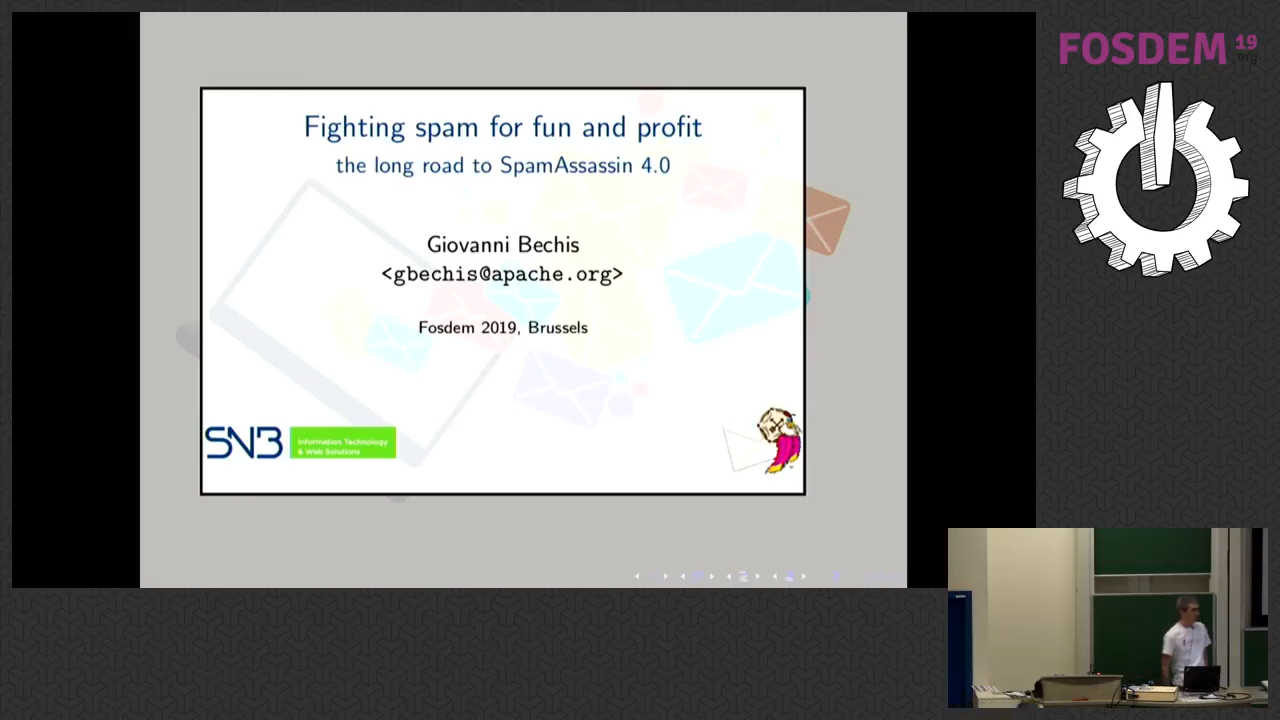 FOSDEM 19
.org
Fighting spam for fun and profit
the long road to SpamAssassin 4.0
Giovanni Bechis
<gbechis@apache.org>
Fosdem 2019, Brussels
SNB
Information Technology
& Web Solutions